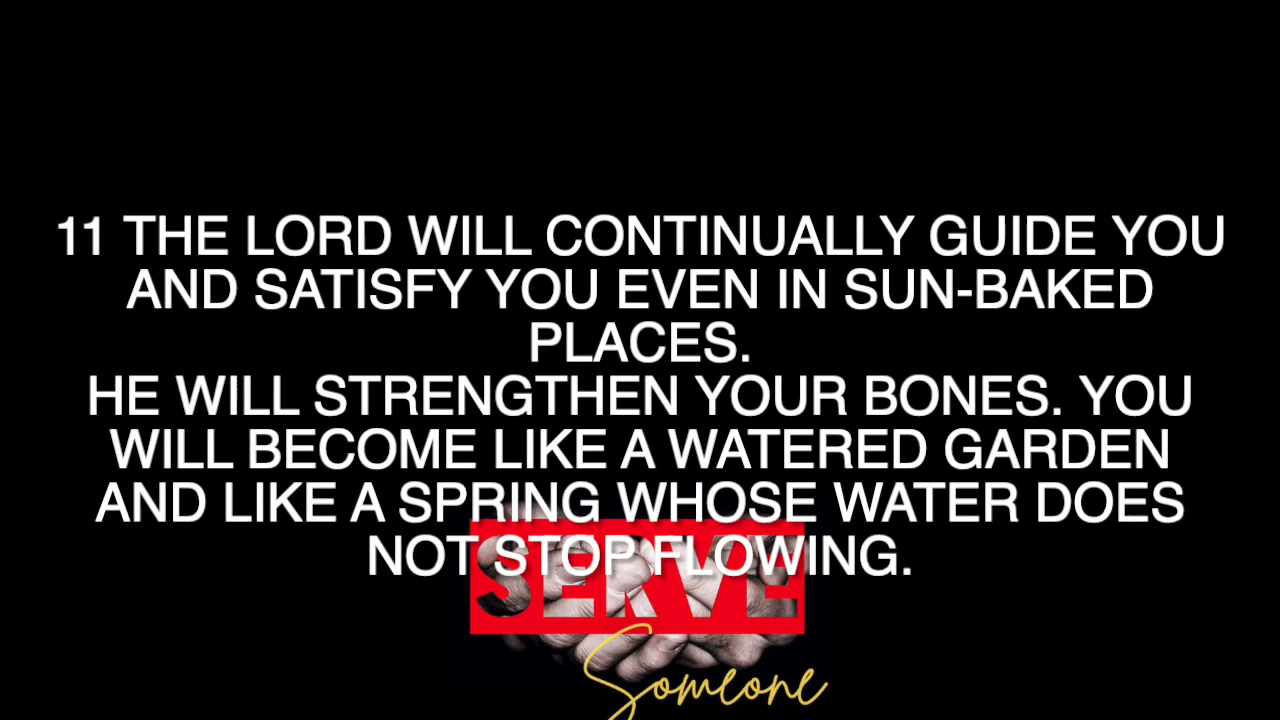 11 THE LORD WILL CONTINUALLY GUIDE YOU
AND SATISFY YOU EVEN IN SUN-BAKED
PLACES.
HE WILL STRENGTHEN YOUR BONES. YOU
WILL BECOME LIKE A WATERED GARDEN
AND LIKE A SPRING WHOSE WATER DOES
NOT STOP FLOWING.
SERVE
Someone